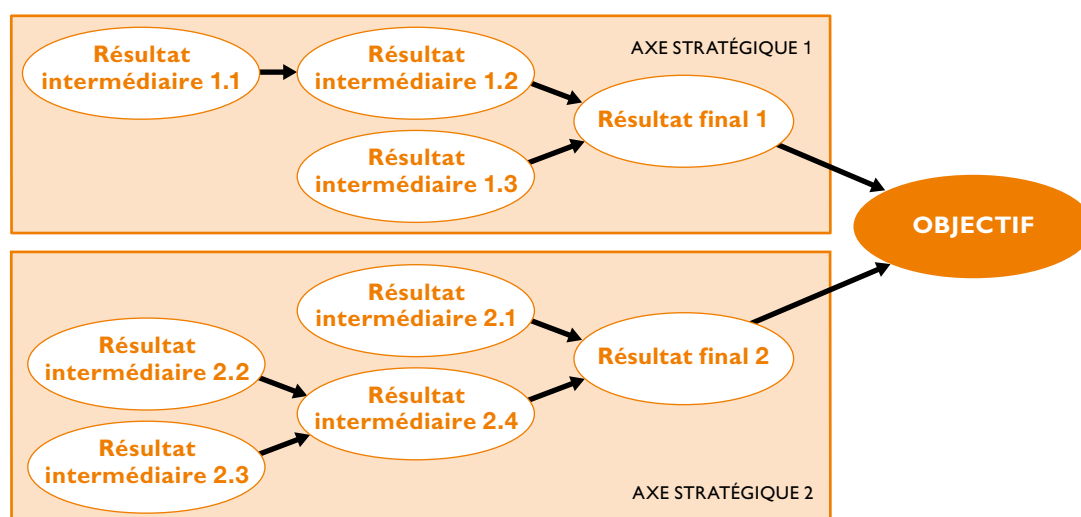 AXE STRATÉGIQUE 1
Résultat
intermédiaire 1.1
Résultat
intermédiaire 1.2
Résultat
intermédiaire 1.3
Résultat final 1
OBJECTIF
Résultat
intermédiaire 2.1
Résultat
intermédiaire 2.2
Résultat
intermédiaire 2.3
Résultat
intermédiaire 2.4
Résultat final 2
AXE STRATÉGIQUE 2